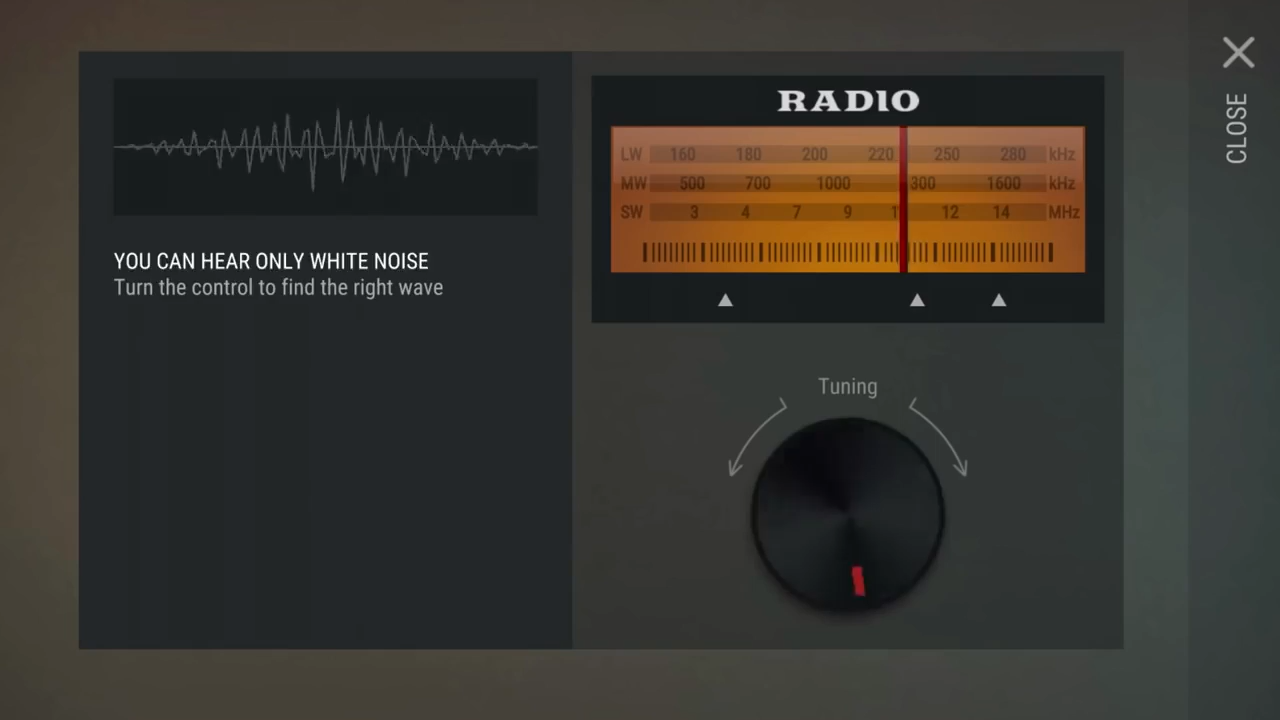 RADIO
LW 160 180 200 220 250 280 kHz
MW 500 700 1000 300 1600 kHz
SW 3 4 7 9 1 12 14 MHz
YOU CAN HEAR ONLY WHITE NOISE
Turn the control to find the right wave
Tuning
CLOSE